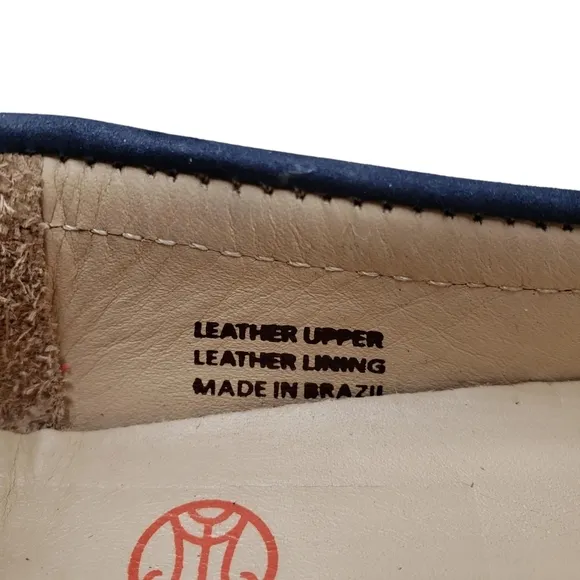 LEATHER UPPER
LEATHER LINING
MADE IN BRAZIL